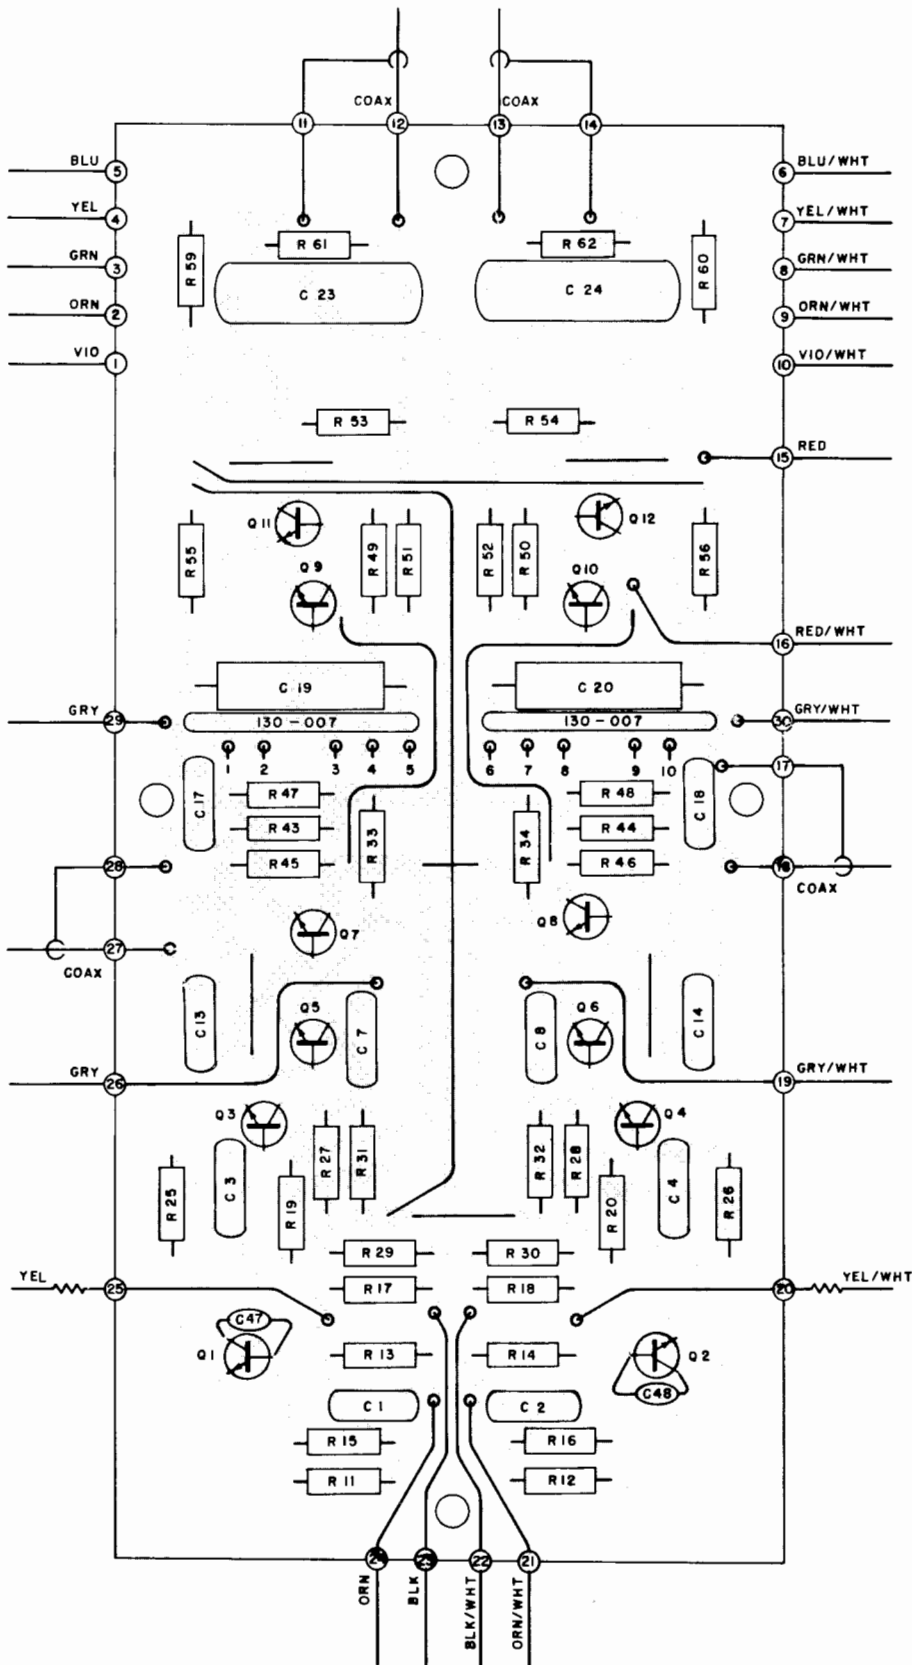 COAX COAX
11 12 13 14
BLU 5 6 BLU/WHT
YEL 4 7 YEL/WHT
R 59 R 61 R 62 R 60
GRN 3 8 GRN/WHT
C 23 C 24
ORN 2 9 ORN/WHT
VIO 1 10 VIO/WHT
R 53 R 54
15 RED
Q 11 Q 12
R 55 R 49 R 51 R 52 R 50 R 56
Q 9 Q 10
16 RED/WHT
C 19 C 20
GRY 29 130-007 130-007 30 GRY/WHT
1 2 3 4 5 6 7 8 9 10 17
C 17 R 47 R 48 C 18
R 43 R 33 R 34 R 44
28 R 45 R 46 18
COAX
Q 7 Q 8
27
COAX
C 13 Q 5 C 7 C 8 Q 6 C 14
GRY 26 19 GRY/WHT
Q 3 Q 4
R 25 C 3 R 19 R 27 R 31 R 32 R 28 R 20 C 4 R 26
R 29 R 30
YEL 25 R 17 R 18 20 YEL/WHT
C47
Q 1 R 13 R 14 Q 2
C48
C 1 C 2
R 15 R 16
R 11 R 12
22 21
ORN BLK BLK/WHT ORN/WHT